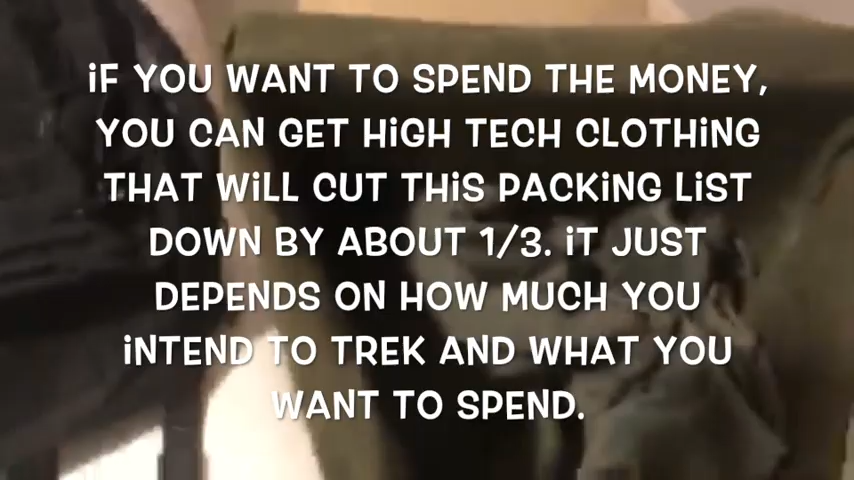 iF YOU WANT TO SPEND THE MONEY,
YOU CAN GET HiGH TECH CLOTHiNG
THAT WiLL CUT THiS PACKiNG LiST
DOWN BY ABOUT 1/3. iT JUST
DEPENDS ON HOW MUCH YOU
iNTEND TO TREK AND WHAT YOU
WANT TO SPEND.